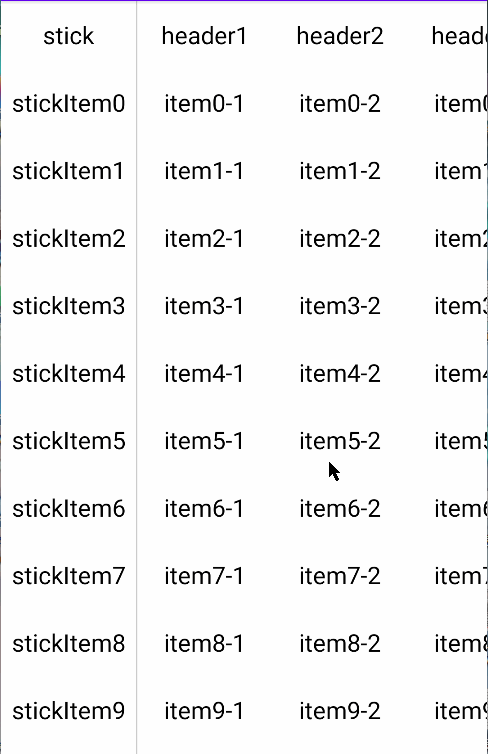 stick header1 header2
stickItem0 item0-1 item0-2
stickItem1 item1-1 item1-2
stickItem2 item2-1 item2-2
stickItem3 item3-1 item3-2
stickItem4 item4-1 item4-2
stickItem5 item5-1 item5-2
stickItem6 item6-1 item6-2
stickItem7 item7-1 item7-2
stickItem8 item8-1 item8-2
stickItem9 item9-1 item9-2